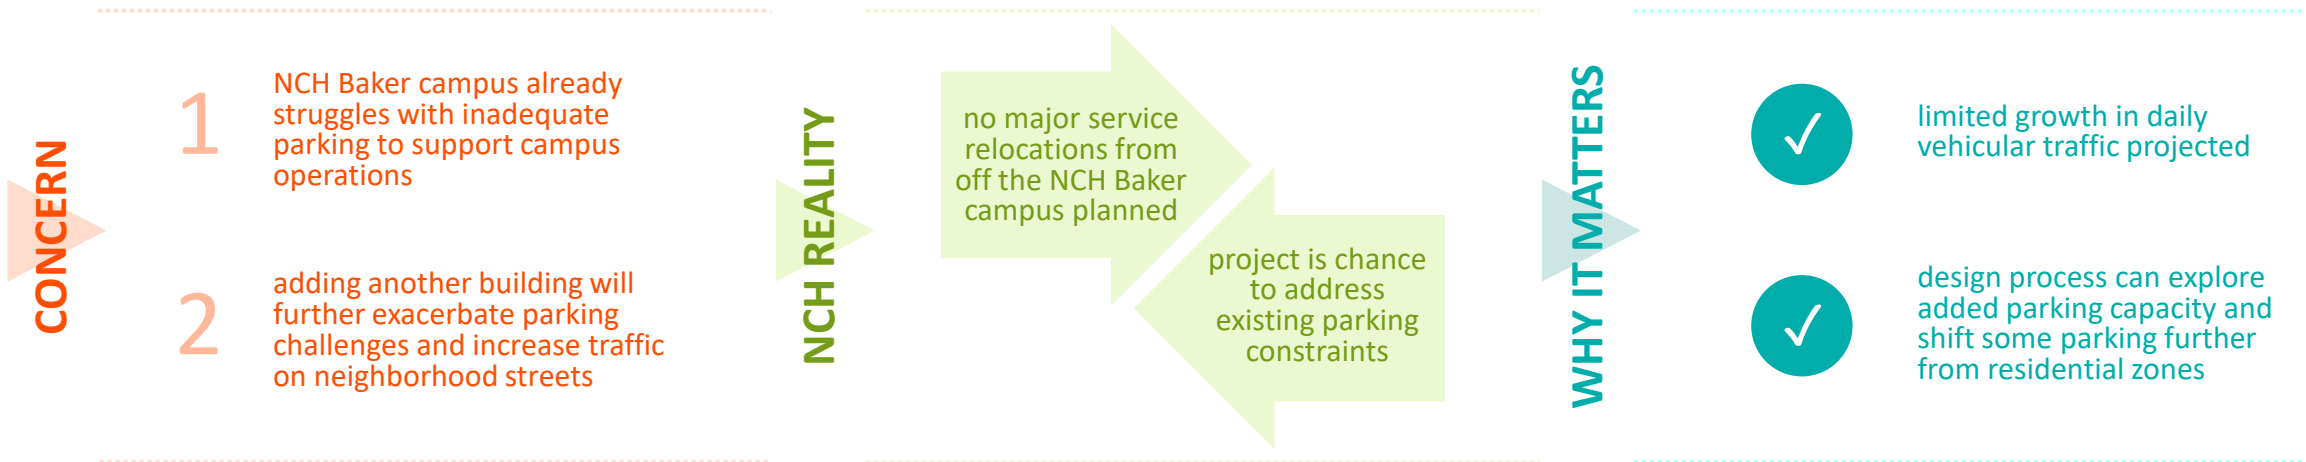 CONCERN
1
NCH Baker campus already
struggles with inadequate
parking to support campus
operations
2
adding another building will
further exacerbate parking
challenges and increase traffic
on neighborhood streets
NCH REALITY
no major service
relocations from
off the NCH Baker
campus planned
project is chance
to address
existing parking
constraints
WHY IT MATTERS
limited growth in daily
vehicular traffic projected
design process can explore
added parking capacity and
shift some parking further
from residential zones